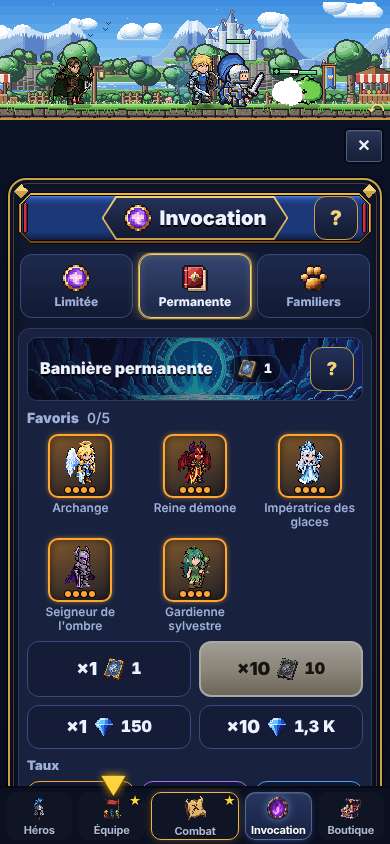 ×
Invocation
?
Limitée
Permanente
Familiers
Bannière permanente
1
?
Favoris 0/5
Archange
Reine démone
Impératrice des
glaces
Seigneur de
l'ombre
Gardienne
sylvestre
×1 1
×10 10
×1 150
×10 1,3 K
Taux
Héros
Équipe
Combat
Invocation
Boutique